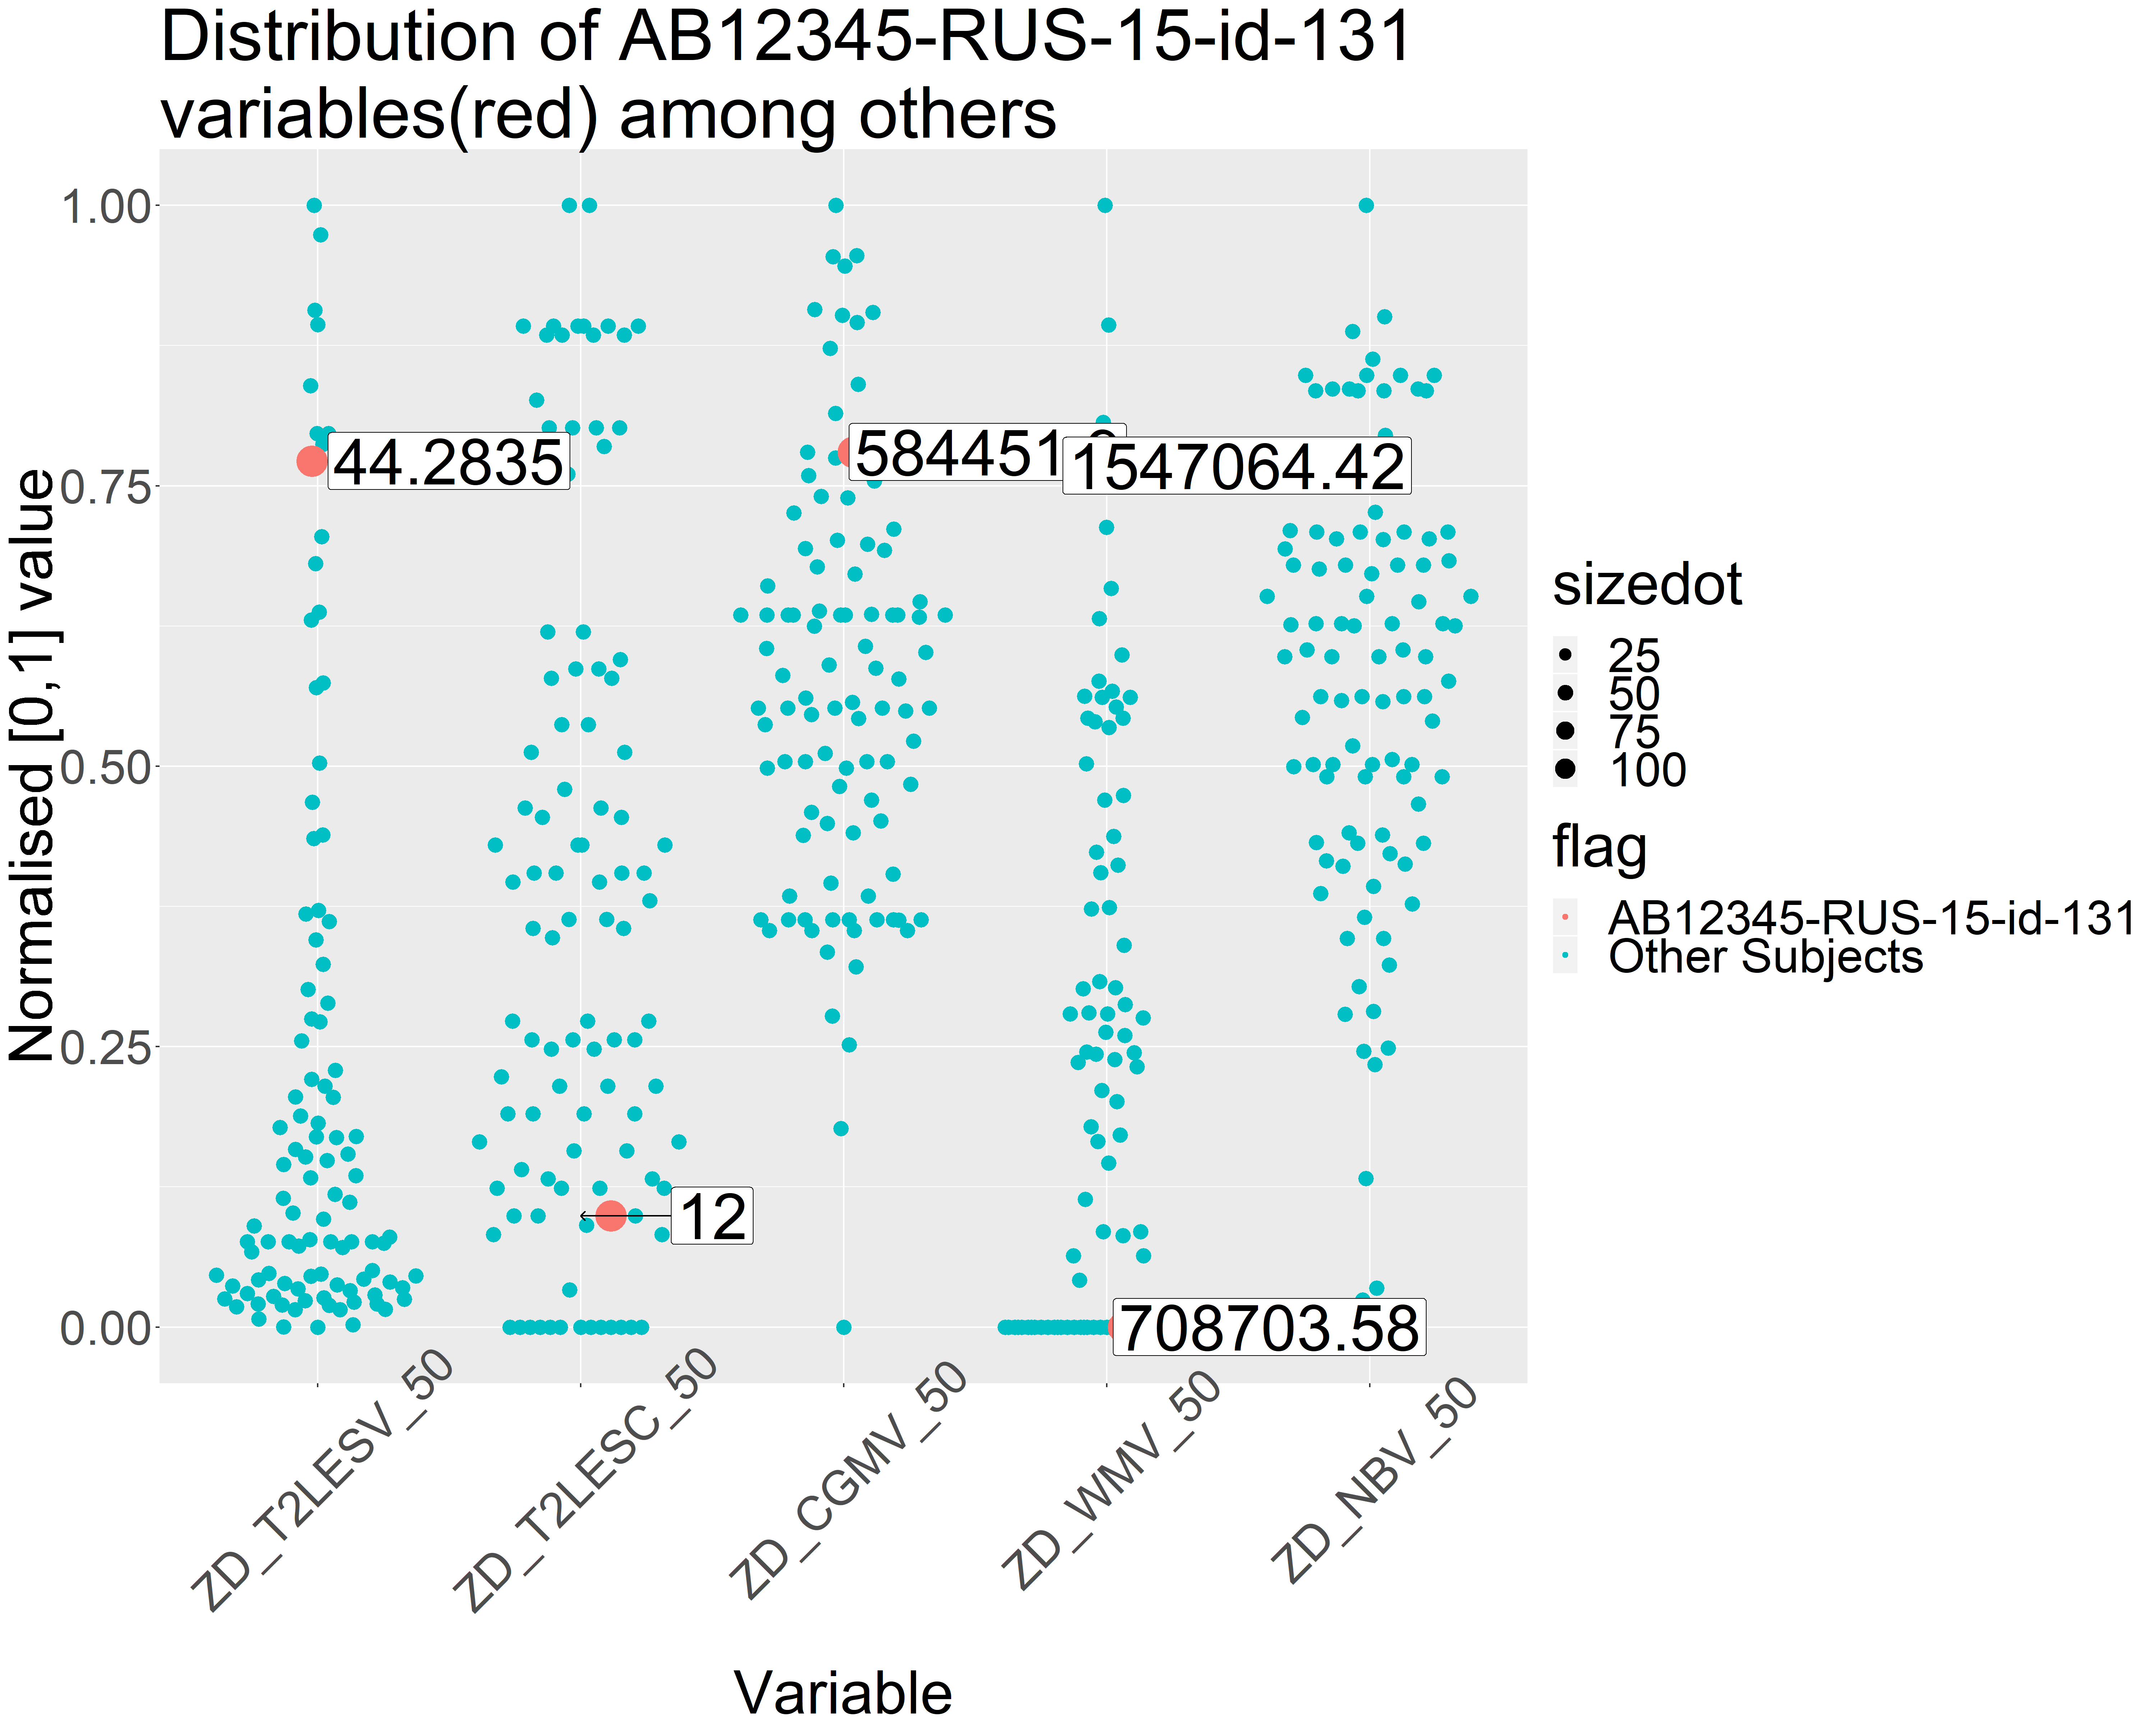 Distribution of AB12345-RUS-15-id-131
variables(red) among others
Normalised [0,1] value
1.00
0.75
0.50
0.25
0.00
44.2835
12
584451
1547064.42
708703.58
ZD_T2LESV_50
ZD_T2LESC_50
ZD_CGMV_50
ZD_WMV_50
ZD_NBV_50
Variable
sizedot
25
50
75
100
flag
AB12345-RUS-15-id-131
Other Subjects